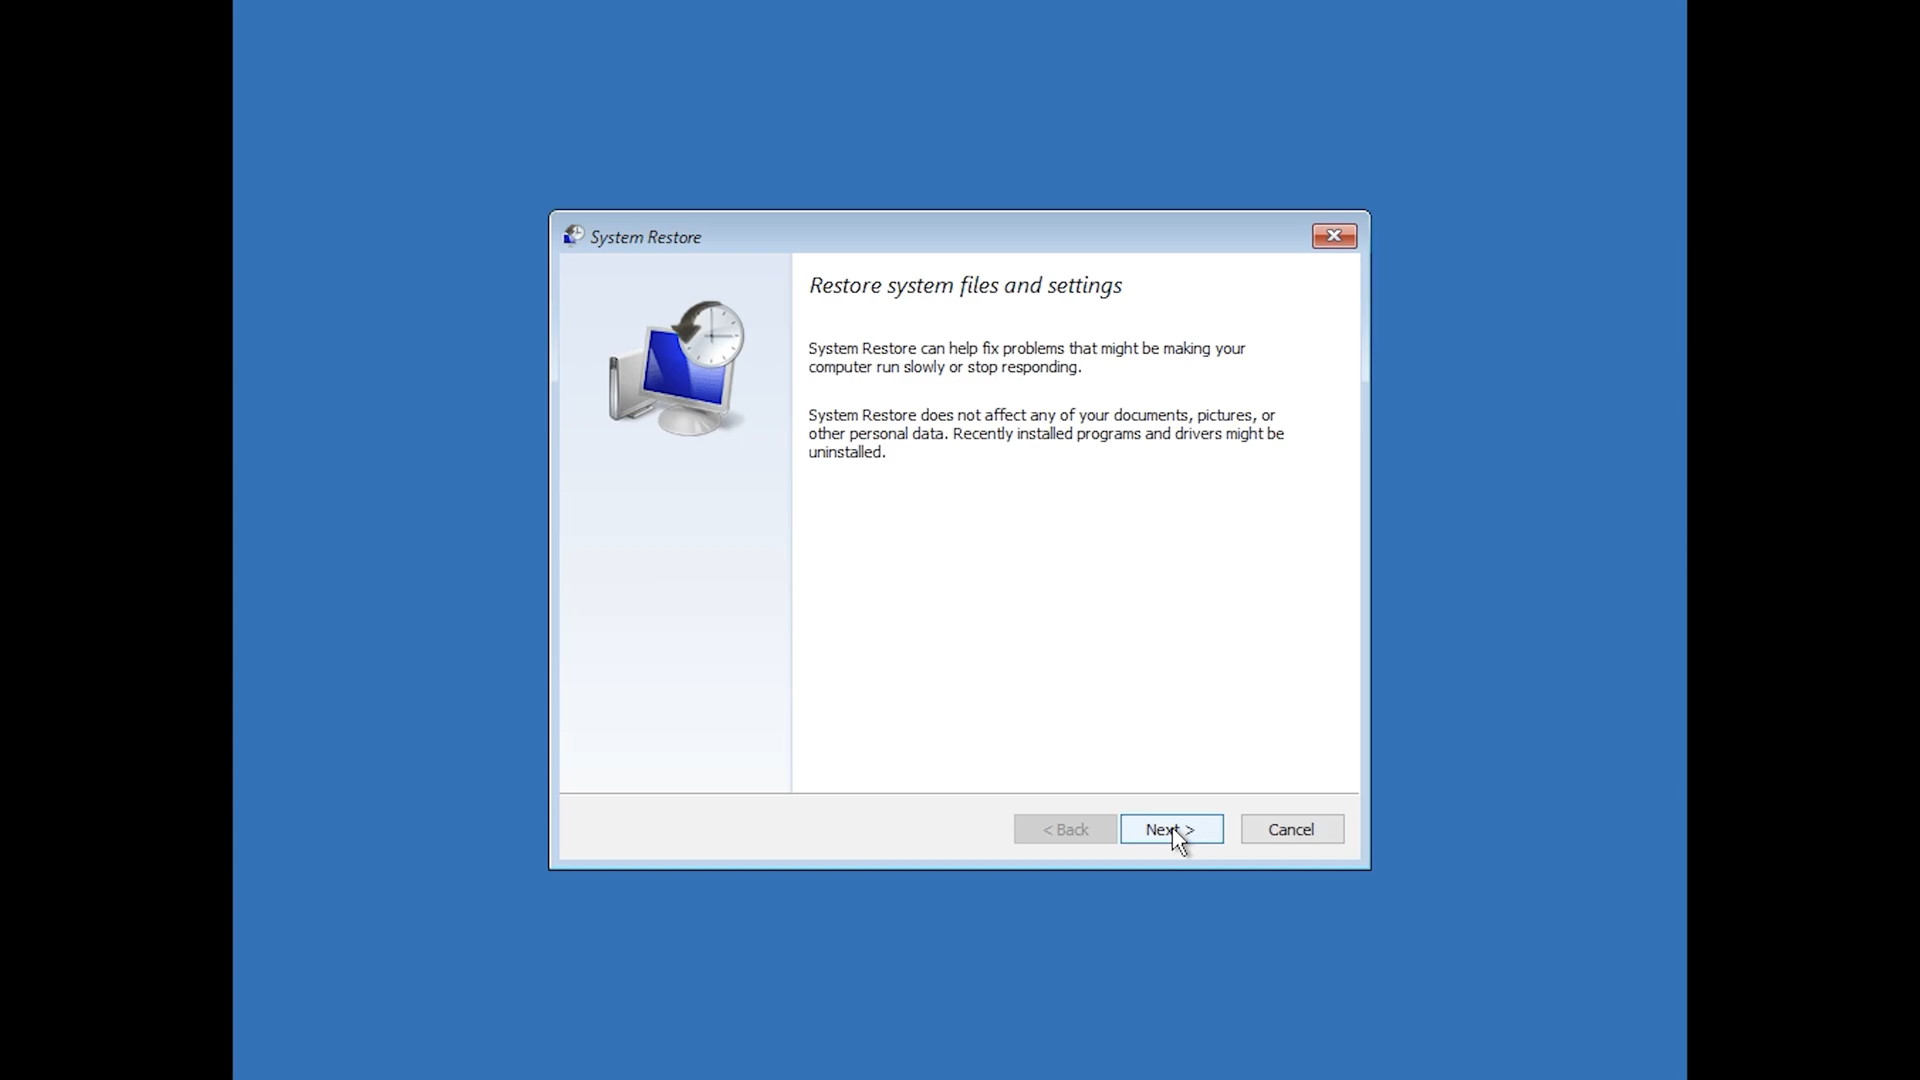 System Restore
Restore system files and settings
System Restore can help fix problems that might be making your
computer run slowly or stop responding.
System Restore does not affect any of your documents, pictures, or
other personal data. Recently installed programs and drivers might be
uninstalled.
< Back
Next >
Cancel